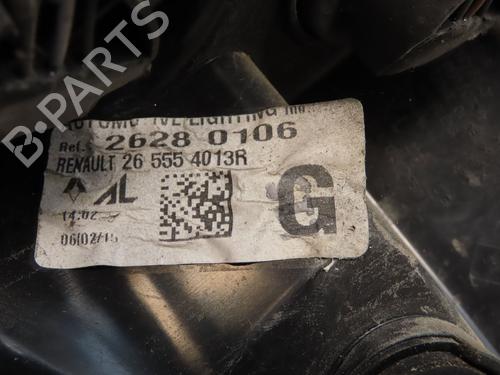 AUTOMOTIVE LIGHTING
Ref. 2628 0106
RENAULT 26 555 4013R
AL
14:02
06/02/15
G
B-PARTS